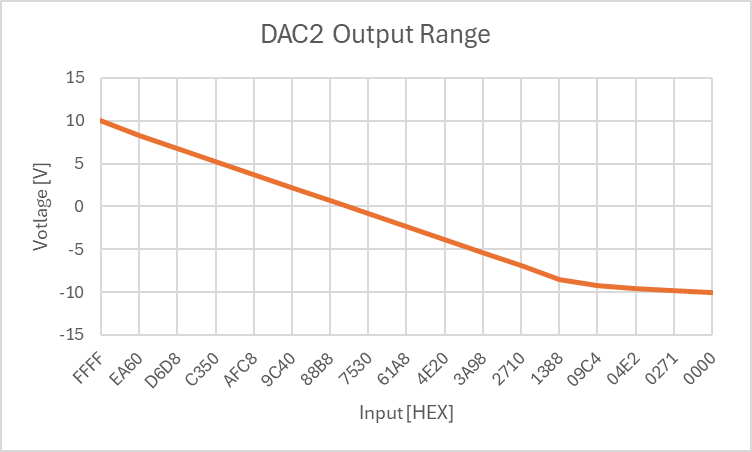 DAC2 Output Range
15
10
5
0
-5
-10
-15
Votlage [V]
FFFF
EA60
D6D8
C350
AFC8
9C40
88B8
7530
61A8
4E20
3A98
2710
1388
09C4
04E2
0271
0000
Input [HEX]